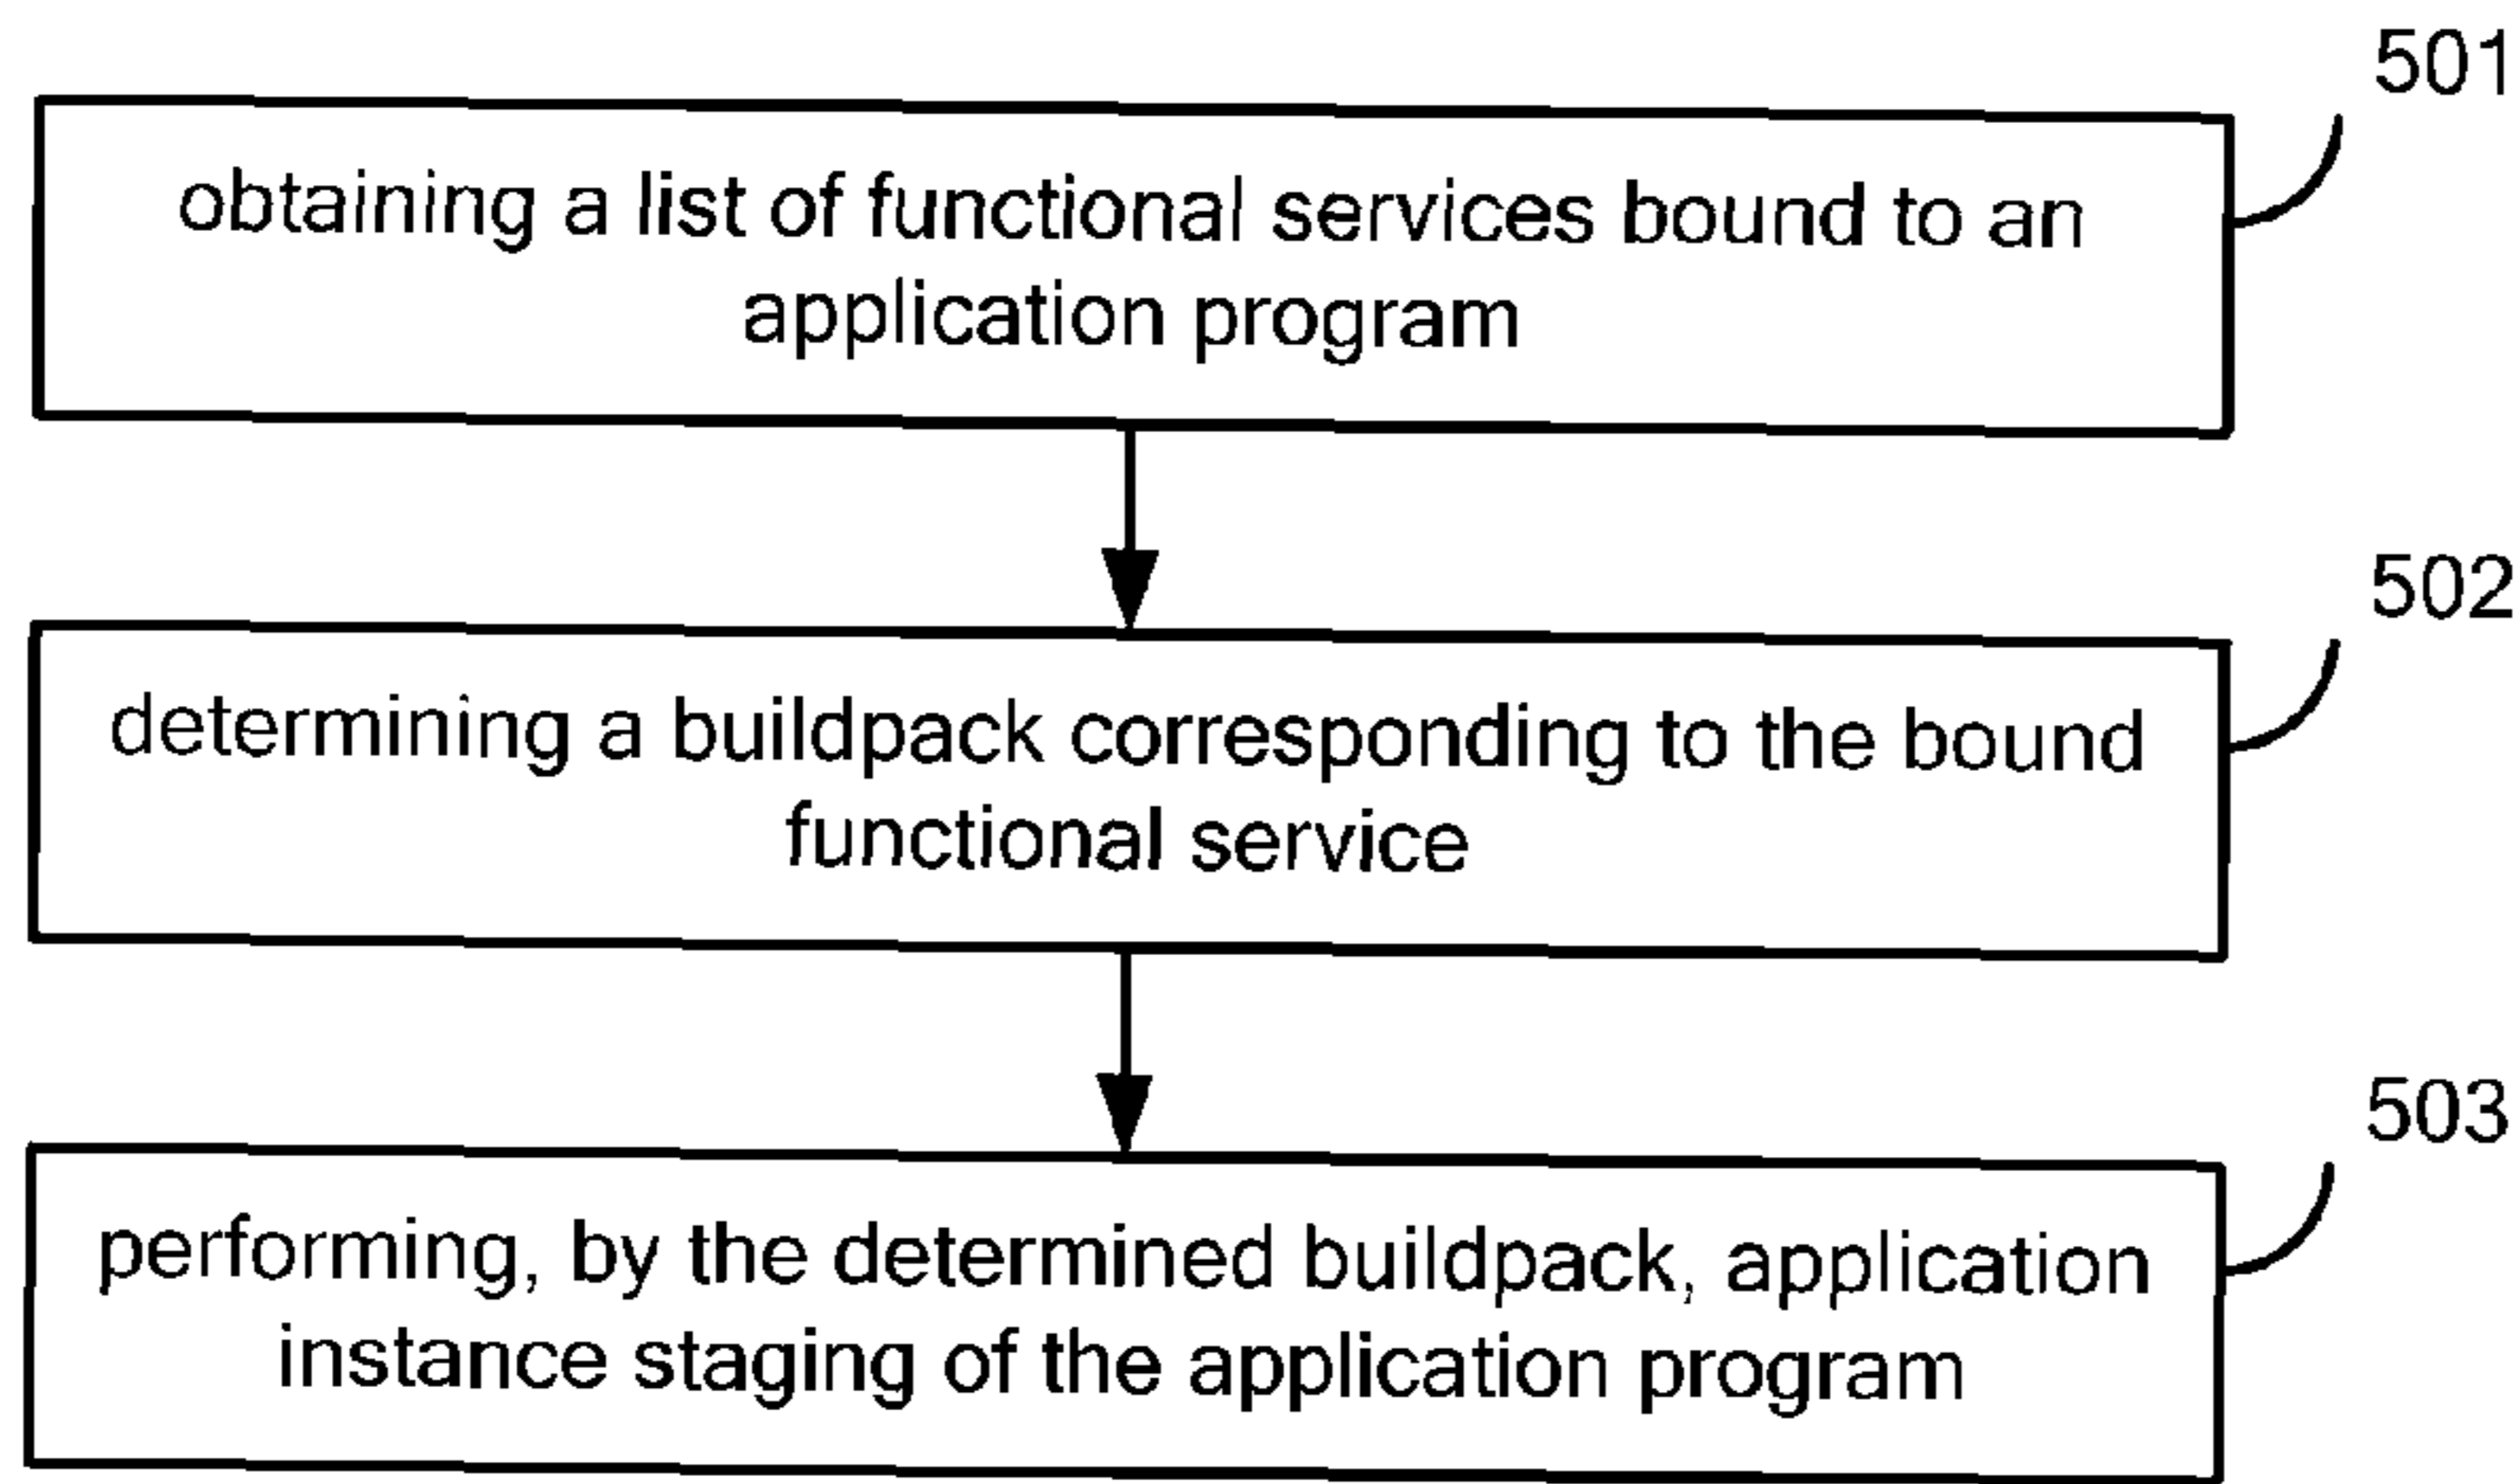 501
obtaining a list of functional services bound to an
application program
502
determining a buildpack corresponding to the bound
functional service
503
performing, by the determined buildpack, application
instance staging of the application program